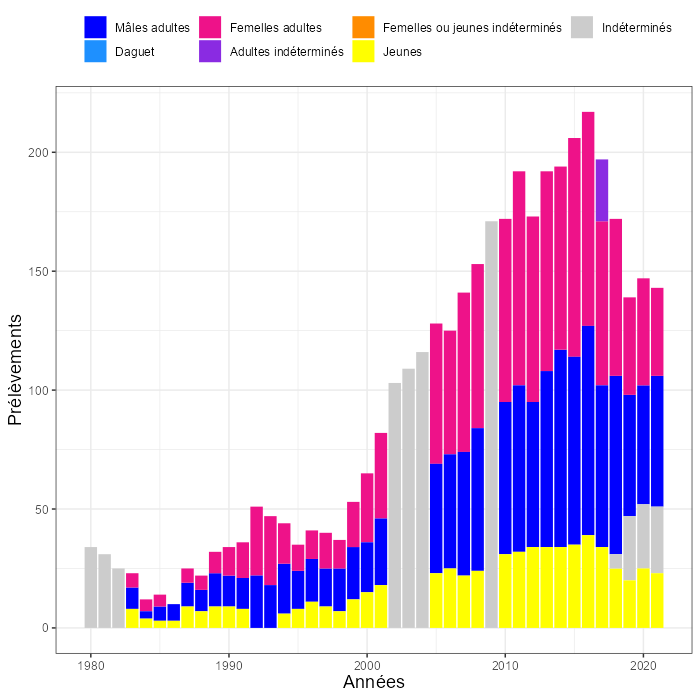 Mâles adultes Femelles adultes Femelles ou jeunes indéterminés Indéterminés
Daguet Adultes indéterminés Jeunes
200
150
100
50
0
Prélèvements
1980 1990 2000 2010 2020
Années